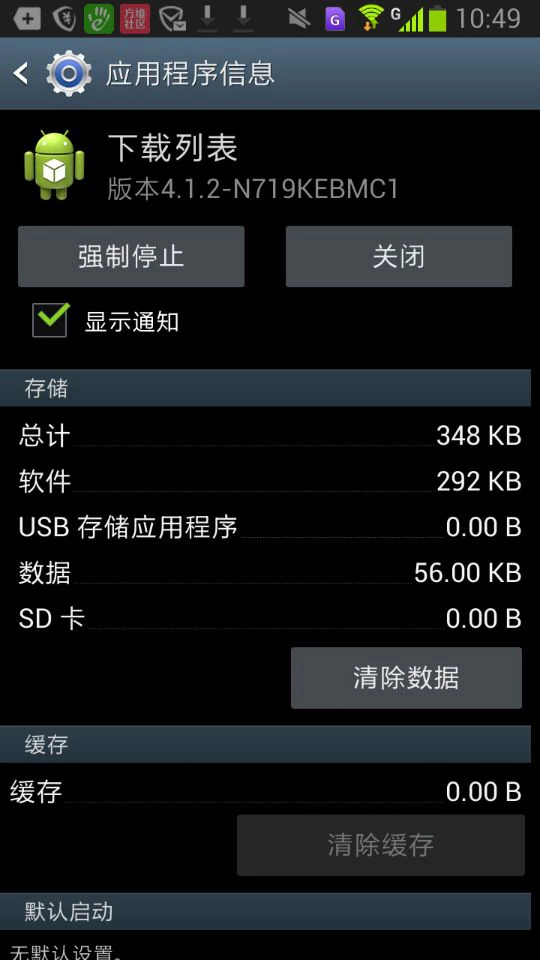 方维
社区
G
G
10:49
应用程序信息
下载列表
版本4.1.2-N719KEBMC1
强制停止
关闭
显示通知
存储
总计 348 KB
软件 292 KB
USB 存储应用程序 0.00 B
数据 56.00 KB
SD 卡 0.00 B
清除数据
缓存
缓存 0.00 B
清除缓存
默认启动
无默认设置。